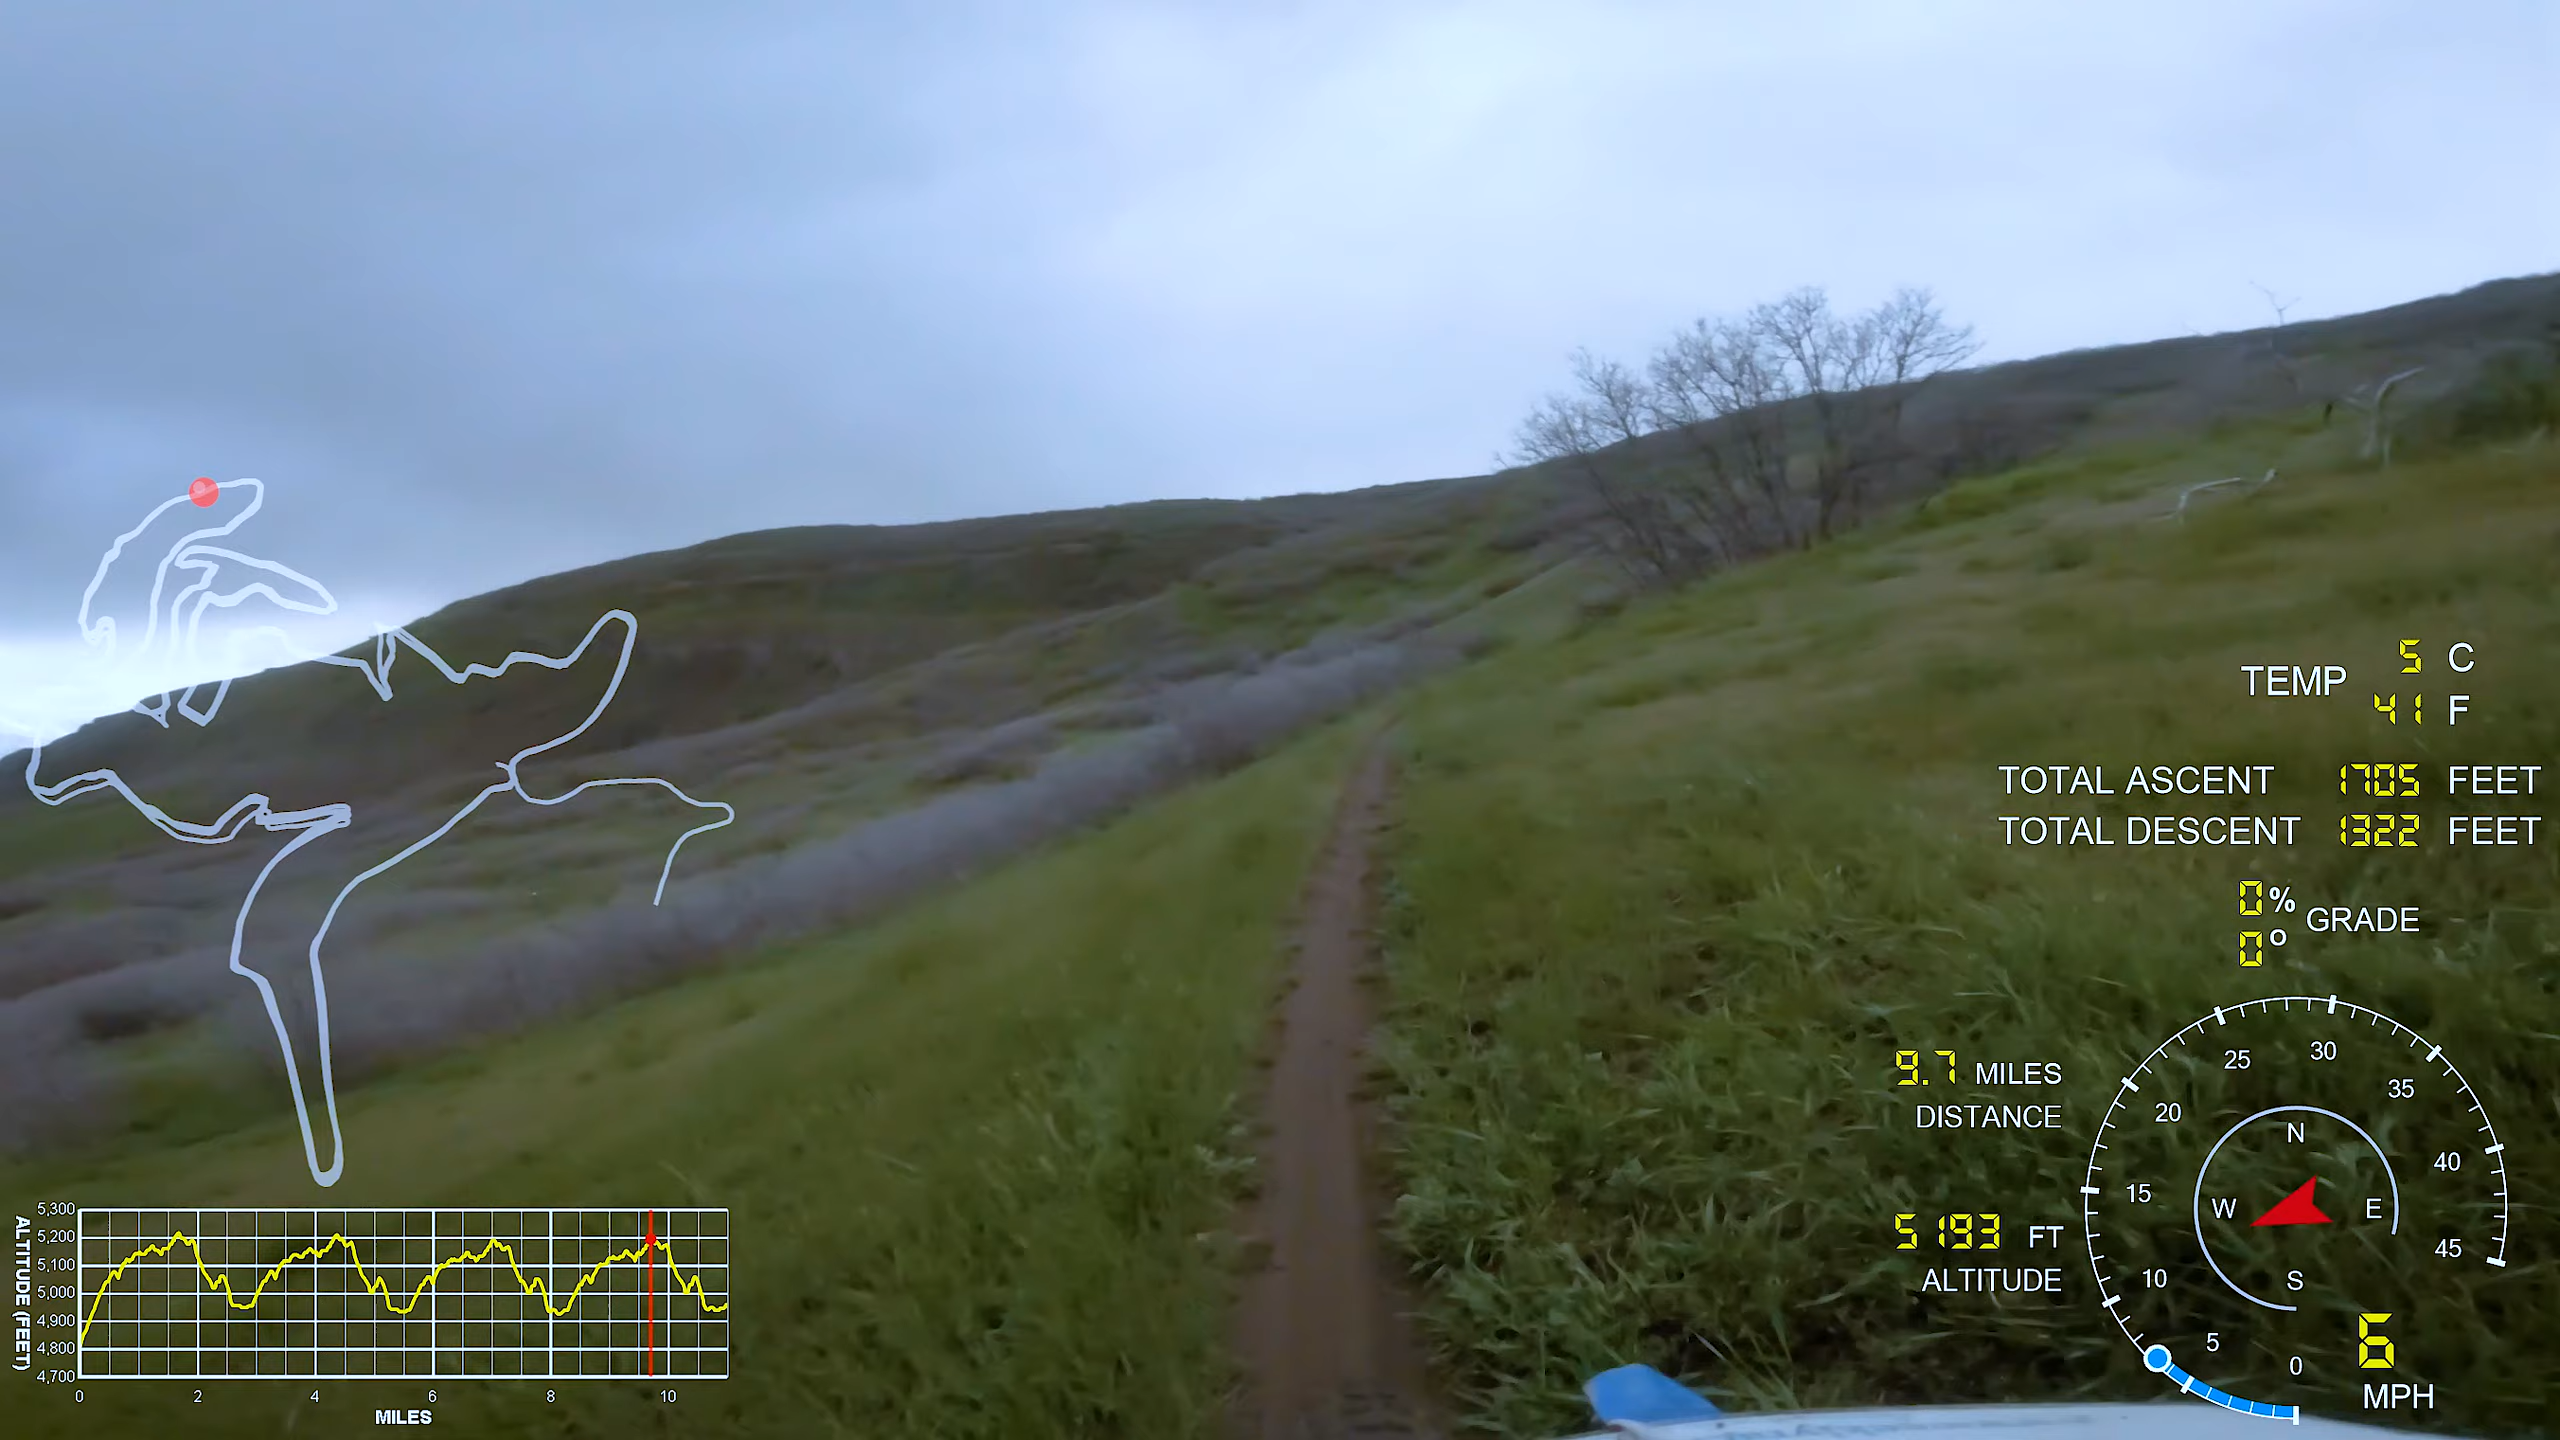 TEMP 5 C
41 F
TOTAL ASCENT 1705 FEET
TOTAL DESCENT 1322 FEET
0 %
0 °
GRADE
9.7 MILES
DISTANCE
5193 FT
ALTITUDE
0
5
10
15
20
25
30
35
40
45
N
W E
S
6
MPH
ALTITUDE (FEET)
5,300
5,200
5,100
5,000
4,900
4,800
4,700
0 2 4 6 8 10
MILES